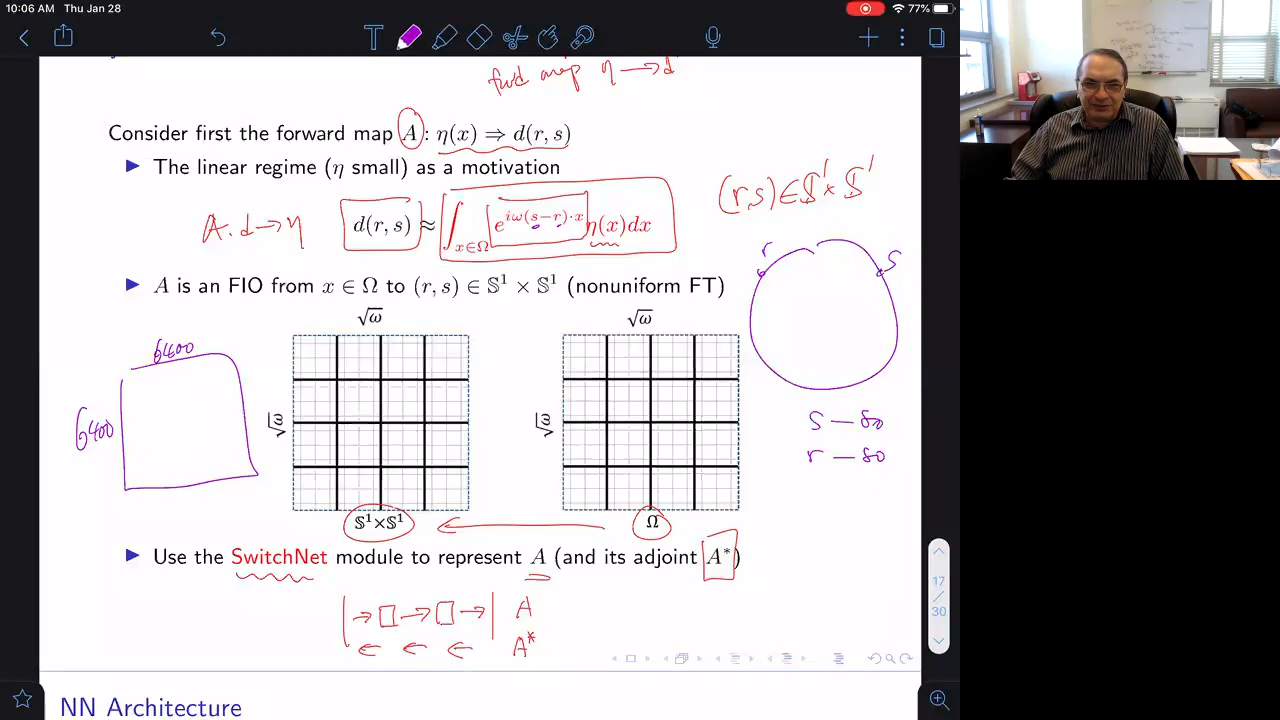 10:06 AM Thu Jan 28
77%
fwd map η → d
Consider first the forward map A: η(x) ⇒ d(r, s)
▶ The linear regime (η small) as a motivation
(r,s) ∈ 𝕊¹ × 𝕊¹
A. d → η
d(r, s) ≈ ∫_{x∈Ω} e^{iω(s−r)·x} η(x)dx
r
s
▶ A is an FIO from x ∈ Ω to (r, s) ∈ 𝕊¹ × 𝕊¹ (nonuniform FT)
√ω
√ω
6400
6400
√ω
√ω
s — 80
r — 80
𝕊¹×𝕊¹
Ω
▶ Use the SwitchNet module to represent A (and its adjoint A*)
A
A*
17
/
30
NN Architecture